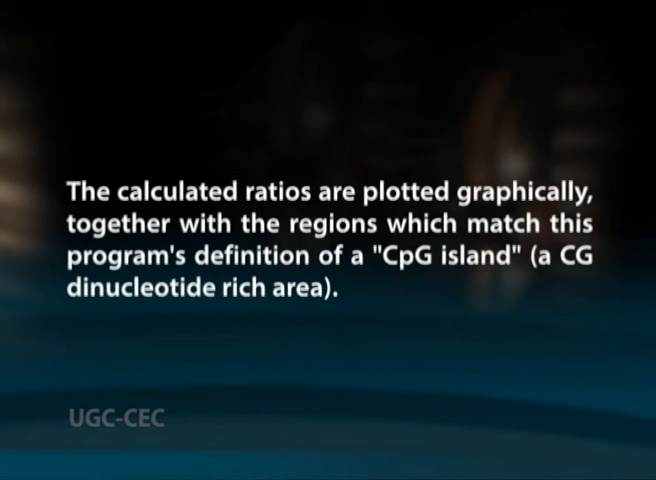 The calculated ratios are plotted graphically,
together with the regions which match this
program's definition of a "CpG island" (a CG
dinucleotide rich area).
UGC-CEC